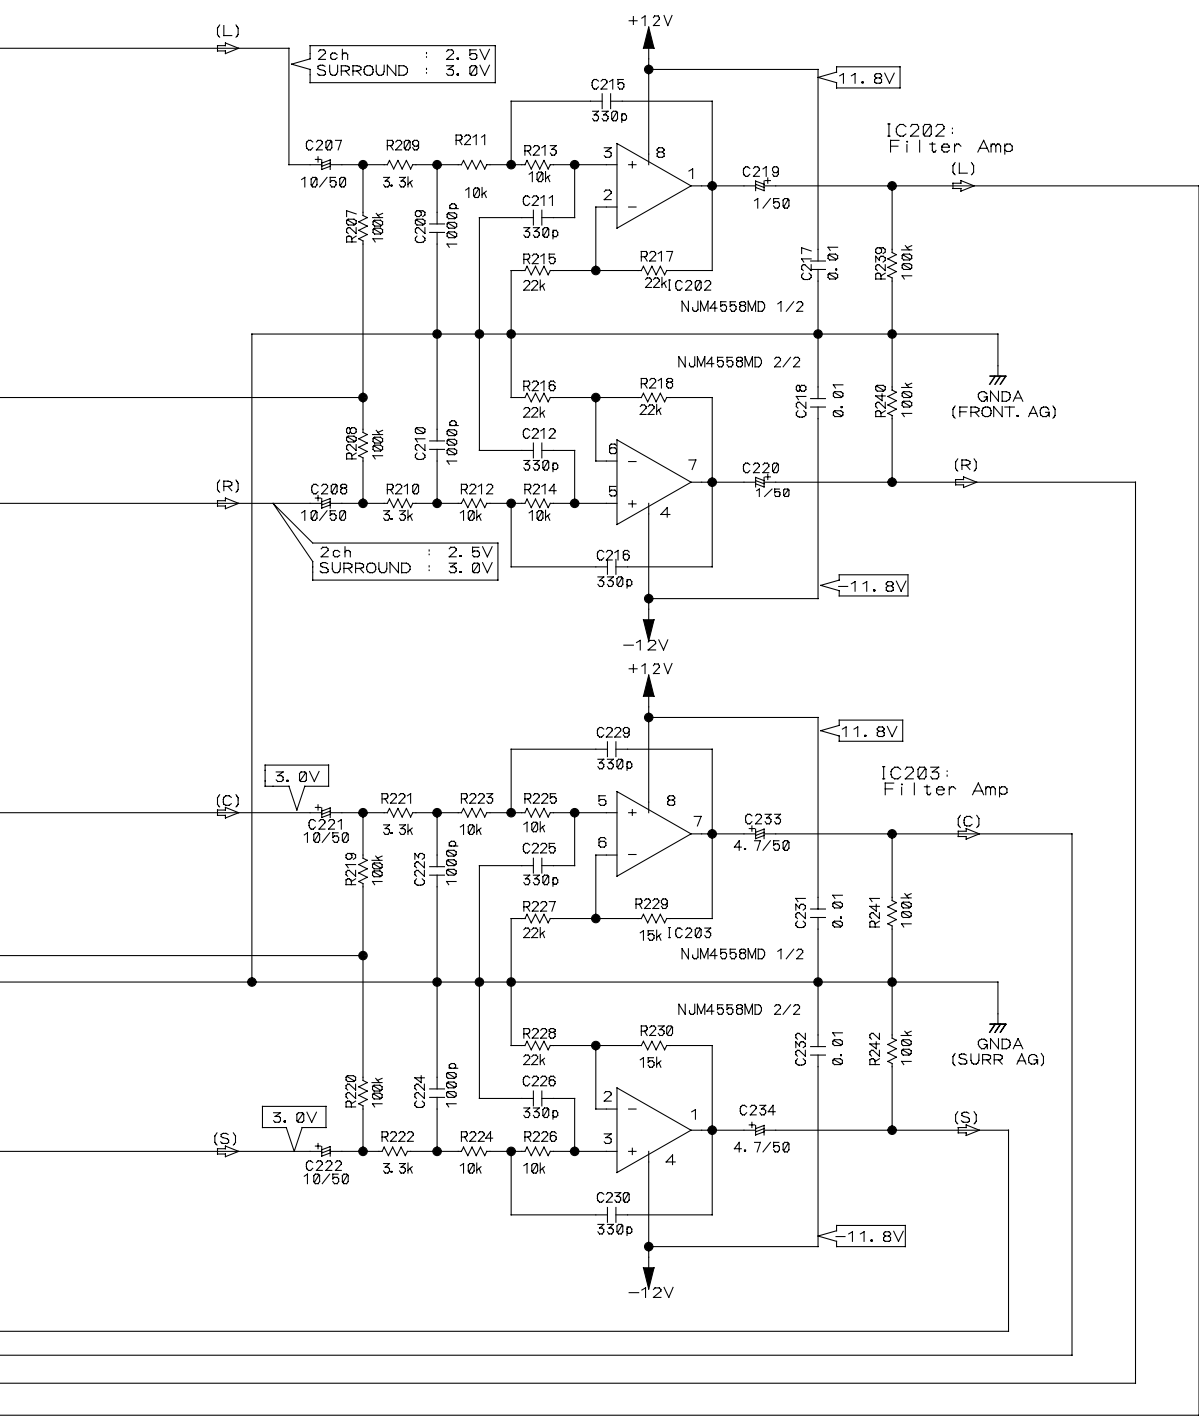 +12V
(L)
2ch : 2.5V
SURROUND : 3.0V
11.8V
C215
330p
IC202:
Filter Amp
C207
10/50
R209
3.3k
R211
10k
R213
10k
3
8
1
2
+
−
C219
1/50
(L)
C211
330p
R207
100k
C209
1000p
R215
22k
R217
22k
IC202
NJM4558MD 1/2
C217
0.01
R239
100k
NJM4558MD 2/2
R216
22k
R218
22k
C218
0.01
R240
100k
GNDA
(FRONT. AG)
R208
100k
C210
1000p
C212
330p
6
7
5
4
−
+
C220
1/50
(R)
(R)
C208
10/50
R210
3.3k
R212
10k
R214
10k
2ch : 2.5V
SURROUND : 3.0V
C216
330p
−11.8V
−12V
+12V
11.8V
C229
330p
IC203:
Filter Amp
3.0V
(C)
C221
10/50
R221
3.3k
R223
10k
R225
10k
5
8
7
6
+
−
C233
4.7/50
(C)
C225
330p
R219
100k
C223
1000p
R227
22k
R229
15k
IC203
NJM4558MD 1/2
C231
0.01
R241
100k
NJM4558MD 2/2
R228
22k
R230
15k
C232
0.01
R242
100k
GNDA
(SURR AG)
R220
100k
C224
1000p
C226
330p
2
1
3
4
−
+
C234
4.7/50
(S)
3.0V
(S)
C222
10/50
R222
3.3k
R224
10k
R226
10k
C230
330p
−11.8V
−12V